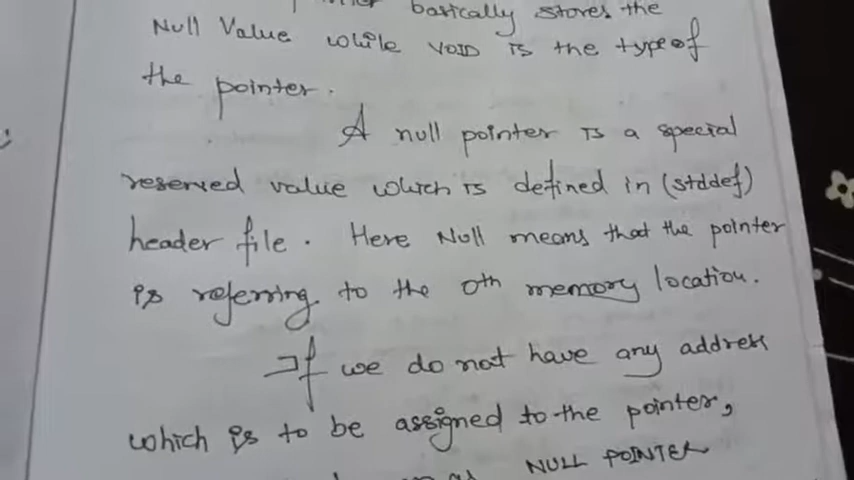 basically stores the
Null Value while VOID is the type of
the pointer.
A null pointer is a special
reserved value which is defined in (stddef)
header file. Here Null means that the pointer
is referring to the 0th memory location.
If we do not have any address
which is to be assigned to the pointer,
NULL POINTER